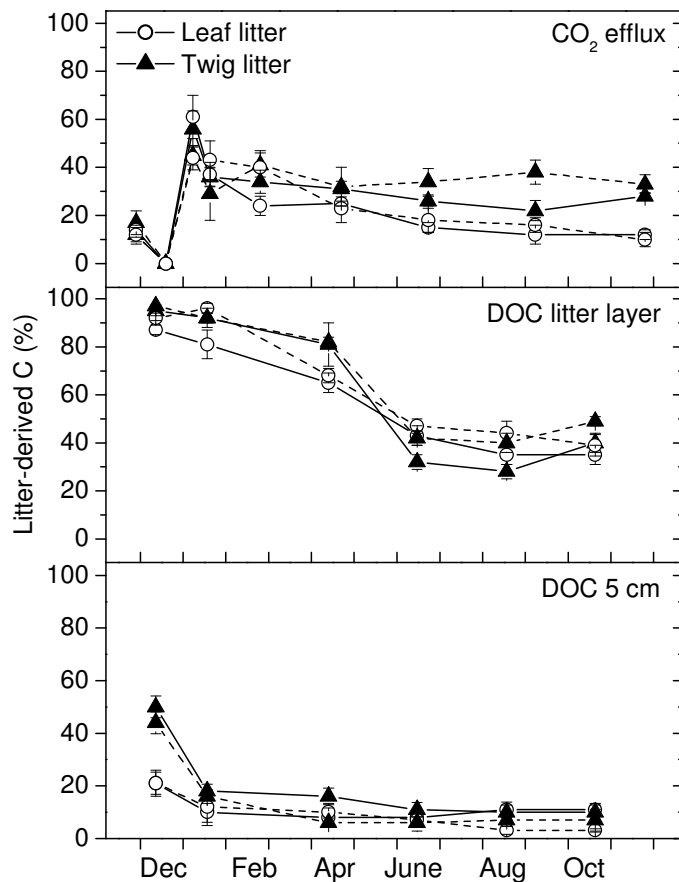 Litter-derived C (%)
Leaf litter
Twig litter
CO₂ efflux
100
80
60
40
20
0
DOC litter layer
100
80
60
40
20
0
DOC 5 cm
100
80
60
40
20
0
Dec Feb Apr June Aug Oct